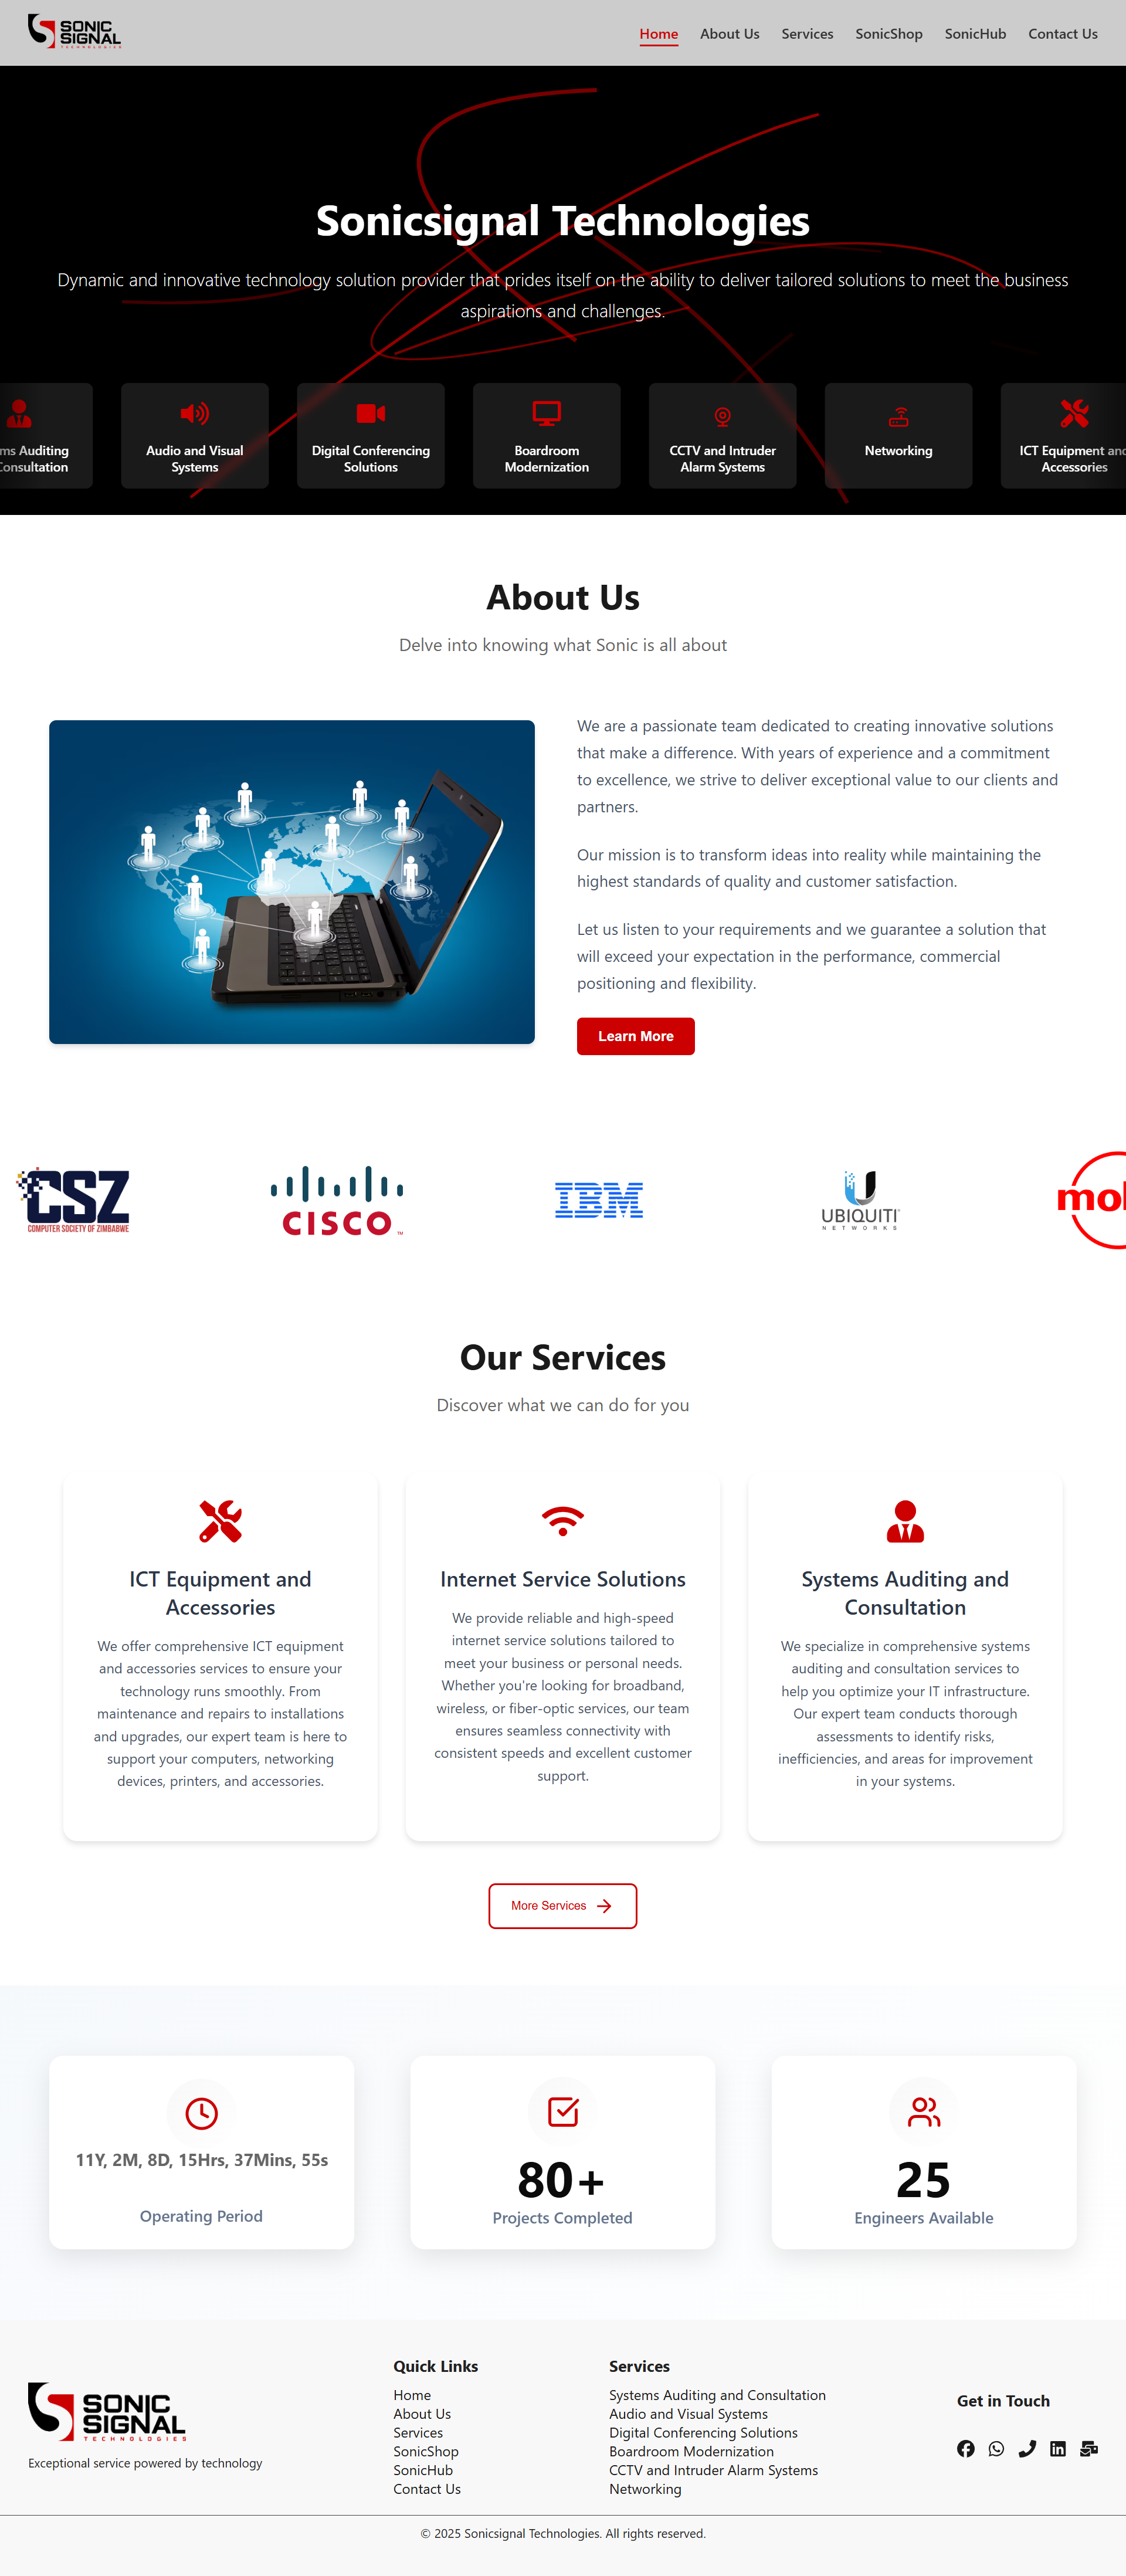 SONIC
SIGNAL
TECHNOLOGIES
Home
About Us
Services
SonicShop
SonicHub
Contact Us
Sonicsignal Technologies
Dynamic and innovative technology solution provider that prides itself on the ability to deliver tailored solutions to meet the business
aspirations and challenges.
ms Auditing
Consultation
Audio and Visual
Systems
Digital Conferencing
Solutions
Boardroom
Modernization
CCTV and Intruder
Alarm Systems
Networking
ICT Equipment and
Accessories
About Us
Delve into knowing what Sonic is all about
We are a passionate team dedicated to creating innovative solutions
that make a difference. With years of experience and a commitment
to excellence, we strive to deliver exceptional value to our clients and
partners.
Our mission is to transform ideas into reality while maintaining the
highest standards of quality and customer satisfaction.
Let us listen to your requirements and we guarantee a solution that
will exceed your expectation in the performance, commercial
positioning and flexibility.
Learn More
CSZ
COMPUTER SOCIETY OF ZIMBABWE
CISCO™
IBM
UBIQUITI
NETWORKS
mol
Our Services
Discover what we can do for you
ICT Equipment and
Accessories
We offer comprehensive ICT equipment
and accessories services to ensure your
technology runs smoothly. From
maintenance and repairs to installations
and upgrades, our expert team is here to
support your computers, networking
devices, printers, and accessories.
Internet Service Solutions
We provide reliable and high-speed
internet service solutions tailored to
meet your business or personal needs.
Whether you're looking for broadband,
wireless, or fiber-optic services, our team
ensures seamless connectivity with
consistent speeds and excellent customer
support.
Systems Auditing and
Consultation
We specialize in comprehensive systems
auditing and consultation services to
help you optimize your IT infrastructure.
Our expert team conducts thorough
assessments to identify risks,
inefficiencies, and areas for improvement
in your systems.
More Services
11Y, 2M, 8D, 15Hrs, 37Mins, 55s
Operating Period
80+
Projects Completed
25
Engineers Available
SONIC
SIGNAL
TECHNOLOGIES
Exceptional service powered by technology
Quick Links
Home
About Us
Services
SonicShop
SonicHub
Contact Us
Services
Systems Auditing and Consultation
Audio and Visual Systems
Digital Conferencing Solutions
Boardroom Modernization
CCTV and Intruder Alarm Systems
Networking
Get in Touch
© 2025 Sonicsignal Technologies. All rights reserved.